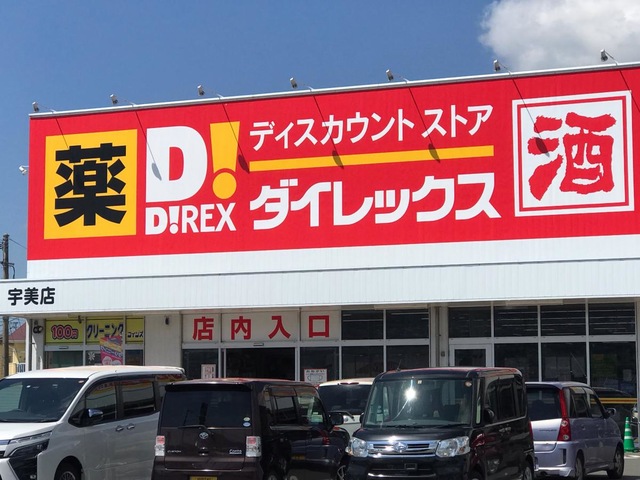 薬
D!
D!REX
ディスカウント ストア
ダイレックス
酒
宇美店
100円
クリーニング
店内入口